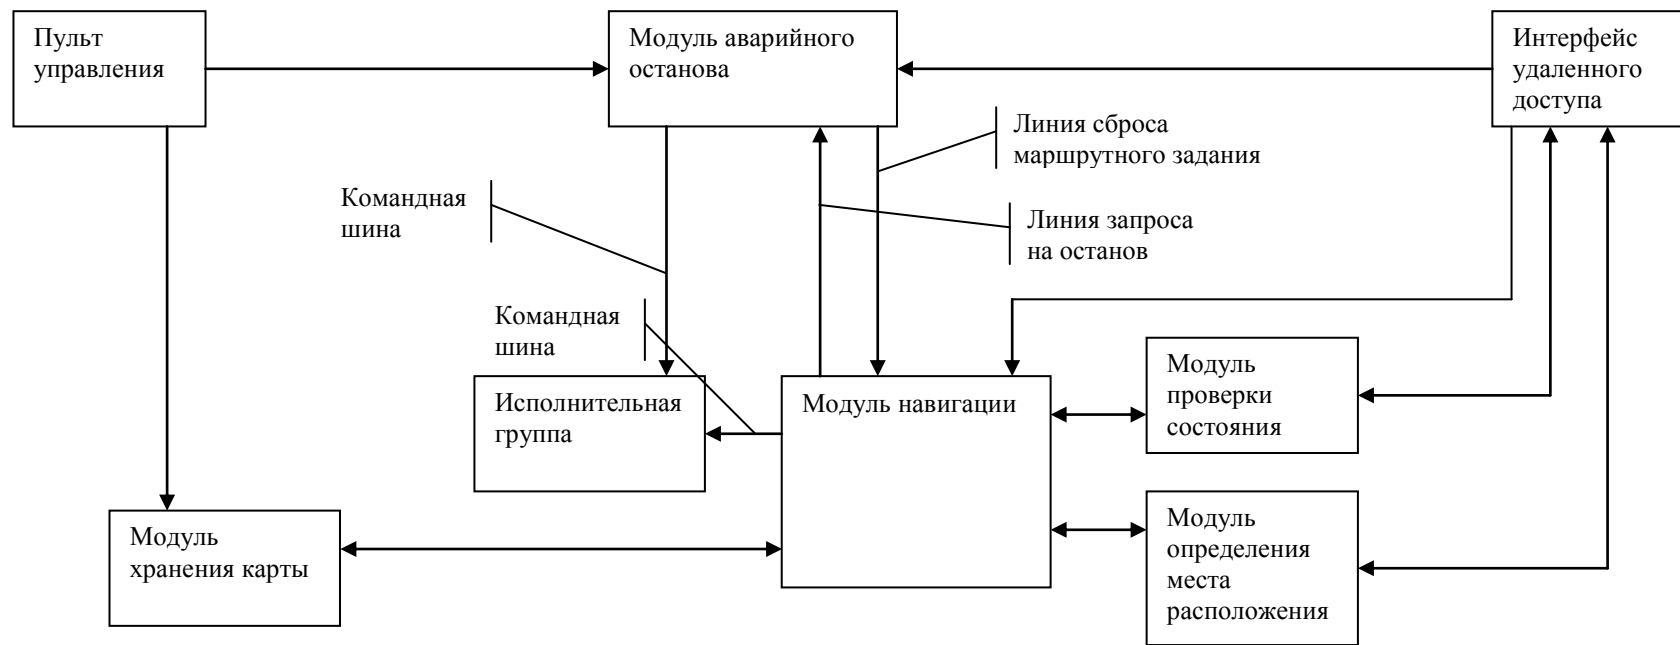 Пульт
управления
Модуль аварийного
останова
Интерфейс
удаленного
доступа
Линия сброса
маршрутного задания
Командная
шина
Линия запроса
на останов
Командная
шина
Исполнительная
группа
Модуль навигации
Модуль
проверки
состояния
Модуль
хранения карты
Модуль
определения
места
расположения